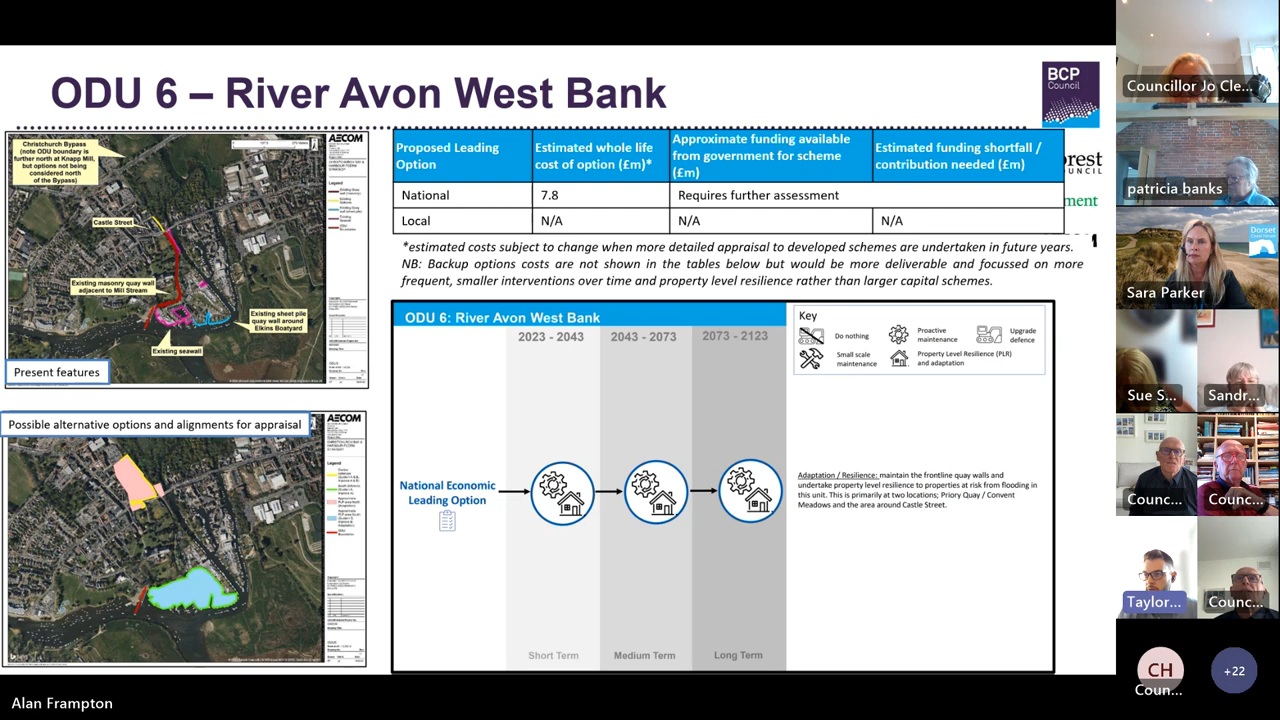 ODU 6 – River Avon West Bank
BCP
Council
Christchurch Bypass
(note ODU boundary is
further north at Knapp Mill,
but options not being
considered north
of the Bypass)
AECOM
Legend
Castle Street
Existing masonry quay wall
adjacent to Mill Stream
Existing sheet pile
quay wall around
Elkins Boatyard
Existing seawall
Present features
Possible alternative options and alignments for appraisal
AECOM
Legend
Proposed Leading
Option
Estimated whole life
cost of option (£m)*
Approximate funding available
from government for scheme
(£m)
Estimated funding shortfall /
contribution needed (£m)
National
7.8
Requires further assessment
Local
N/A
N/A
N/A
*estimated costs subject to change when more detailed appraisal to developed schemes are undertaken in future years.
NB: Backup options costs are not shown in the tables below but would be more deliverable and focussed on more
frequent, smaller interventions over time and property level resilience rather than larger capital schemes.
ODU 6: River Avon West Bank
2023 - 2043
2043 - 2073
2073 - 2123
Key
Do nothing
Proactive
maintenance
Upgrade
defence
Small scale
maintenance
Property Level Resilience (PLR)
and adaptation
National Economic
Leading Option
Adaptation / Resilience: maintain the frontline quay walls and
undertake property level resilience to properties at risk from flooding in
this unit. This is primarily at two locations; Priory Quay / Convent
Meadows and the area around Castle Street.
Short Term
Medium Term
Long Term
orest
COUNCIL
ment
Councillor Jo Cle...
patricia banks
Dorset
Sara Parker
Sue S...
Sandr...
Counc...
Counc...
Taylor...
Counc...
CH
Coun...
+22
Alan Frampton